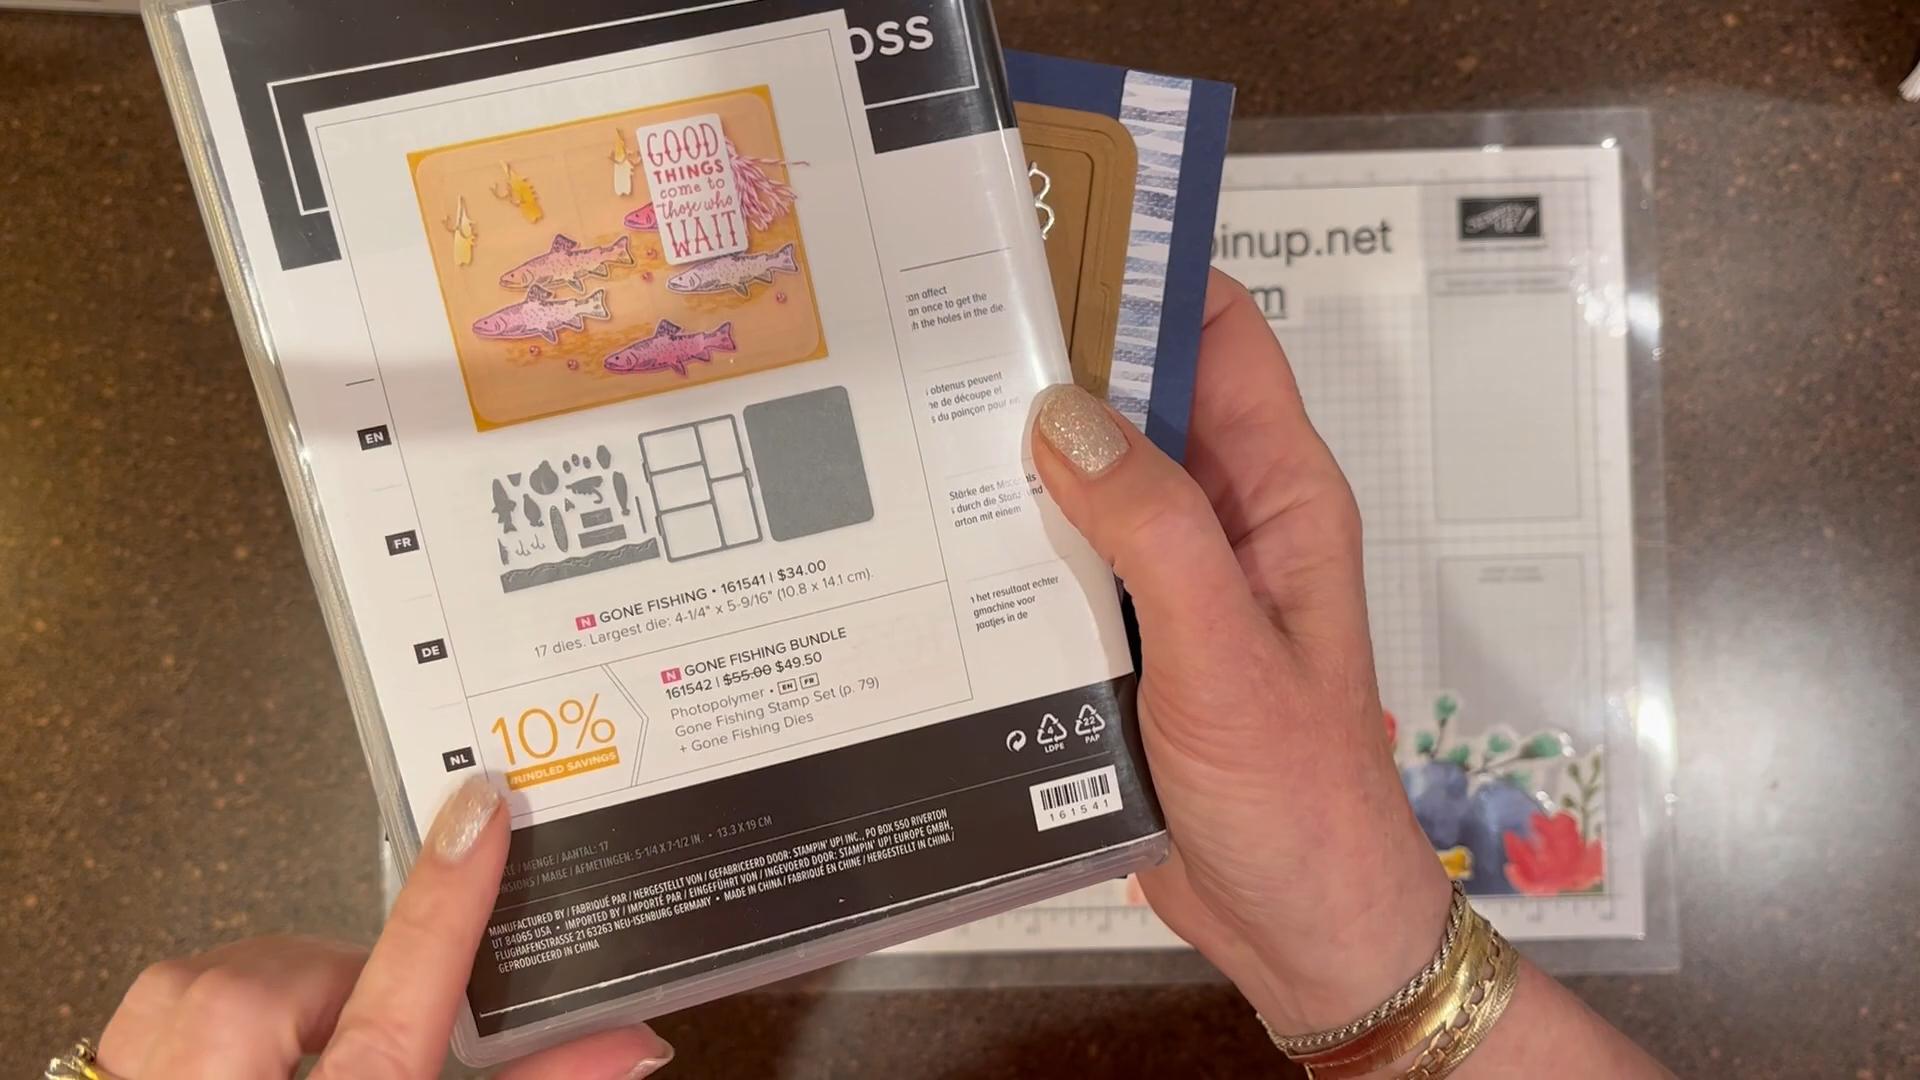 oss
GOOD
THINGS
come to
those who
WAIT
can affect
an once to get the
h the holes in the die.
obtenus peuvent
ne de découpe et
s du poinçon pour
Stärke des
durch die
arton mit einem
het resultaat echter
gmachine voor
jaatjes in de
EN
FR
DE
NL
N GONE FISHING • 161541 | $34.00
17 dies. Largest die: 4-1/4" x 5-9/16" (10.8 x 14.1 cm).
10%
BUNDLED SAVINGS
N GONE FISHING BUNDLE
161542 | $55.00 $49.50
Photopolymer • EN FR
Gone Fishing Stamp Set (p. 79)
+ Gone Fishing Dies
4
LDPE
22
PAP
161541
/ MENGE / AANTAL: 17
NSIONS / MAßE / AFMETINGEN: 5-1/4 X 7-1/2 IN. • 13.3 X 19 CM
MANUFACTURED BY / FABRIQUÉ PAR / HERGESTELLT VON / GEFABRICEERD DOOR: STAMPIN' UP! INC., PO BOX 550 RIVERTON
UT 84065 USA • IMPORTED BY / IMPORTÉ PAR / EINGEFÜHRT VON / INGEVOERD DOOR: STAMPIN' UP! EUROPE GMBH,
FLUGHAFENSTRASSE 21 63263 NEU-ISENBURG GERMANY • MADE IN CHINA / FABRIQUÉ EN CHINE / HERGESTELLT IN CHINA /
GEPRODUCEERD IN CHINA
pinup.net
m
STAMPIN' UP!